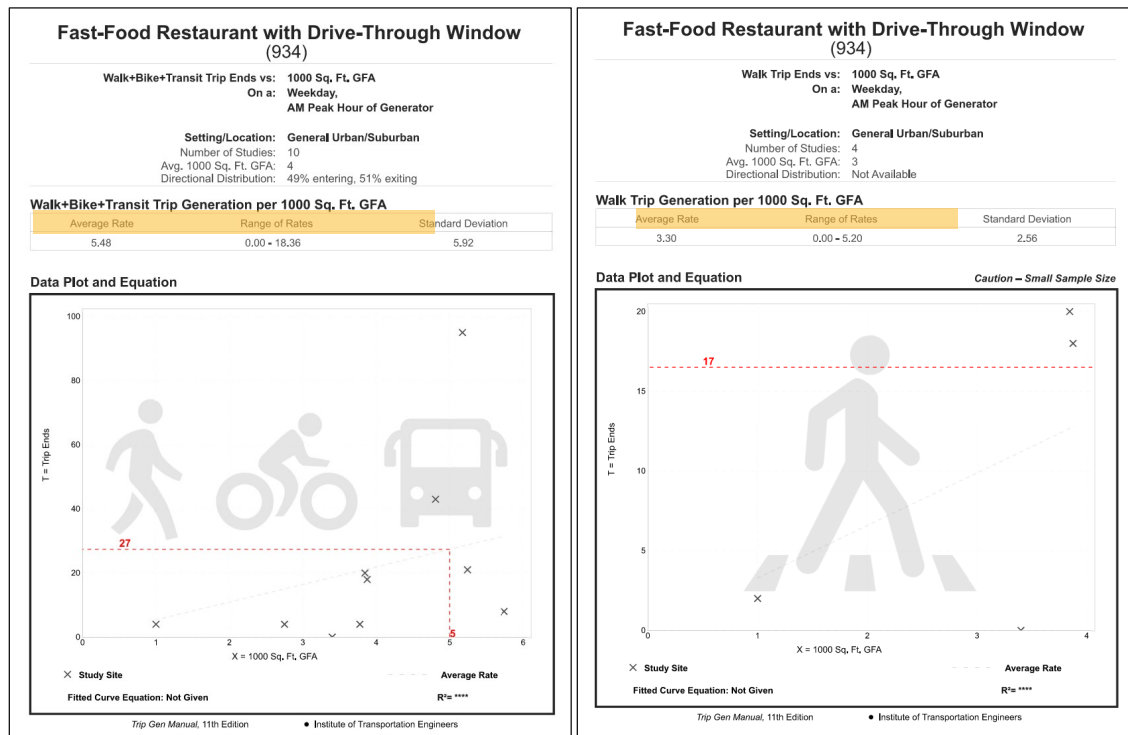 Fast-Food Restaurant with Drive-Through Window
(934)
Walk+Bike+Transit Trip Ends vs: 1000 Sq. Ft. GFA
On a: Weekday,
AM Peak Hour of Generator
Setting/Location: General Urban/Suburban
Number of Studies: 10
Avg. 1000 Sq. Ft. GFA: 4
Directional Distribution: 49% entering, 51% exiting
Walk+Bike+Transit Trip Generation per 1000 Sq. Ft. GFA
Average Rate Range of Rates Standard Deviation
5.48 0.00 - 18.36 5.92
Data Plot and Equation
100
80
60
40
20
0
T = Trip Ends
27
5
0 1 2 3 4 5 6
X = 1000 Sq. Ft. GFA
× Study Site Average Rate
Fitted Curve Equation: Not Given R²= ****
Trip Gen Manual, 11th Edition ● Institute of Transportation Engineers
Fast-Food Restaurant with Drive-Through Window
(934)
Walk Trip Ends vs: 1000 Sq. Ft. GFA
On a: Weekday,
AM Peak Hour of Generator
Setting/Location: General Urban/Suburban
Number of Studies: 4
Avg. 1000 Sq. Ft. GFA: 3
Directional Distribution: Not Available
Walk Trip Generation per 1000 Sq. Ft. GFA
Average Rate Range of Rates Standard Deviation
3.30 0.00 - 5.20 2.56
Data Plot and Equation Caution – Small Sample Size
20
15
10
5
0
T = Trip Ends
17
0 1 2 3 4
X = 1000 Sq. Ft. GFA
× Study Site Average Rate
Fitted Curve Equation: Not Given R²= ****
Trip Gen Manual, 11th Edition ● Institute of Transportation Engineers